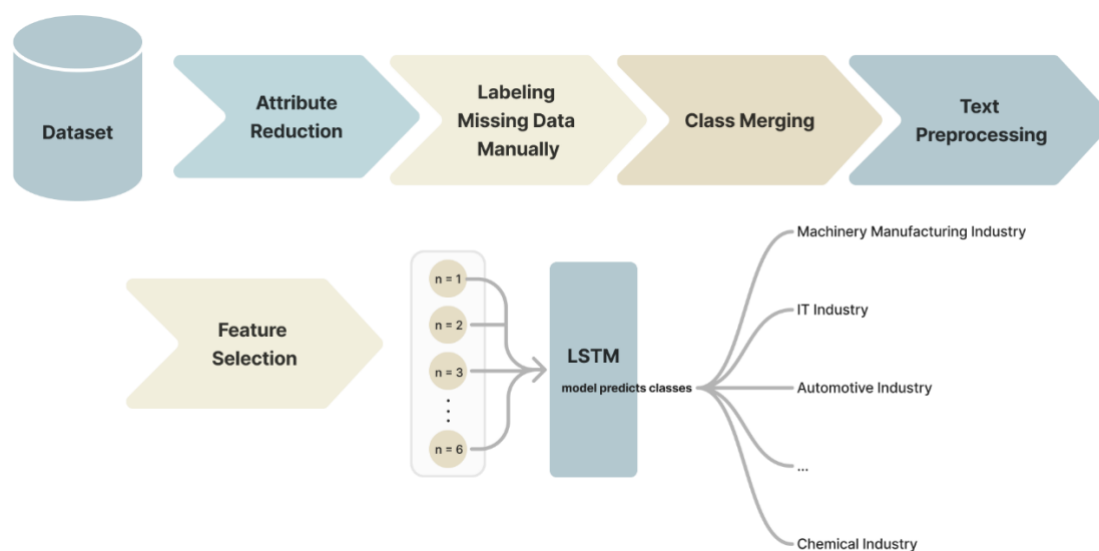 Dataset
Attribute
Reduction
Labeling
Missing Data
Manually
Class Merging
Text
Preprocessing
Feature
Selection
n = 1
n = 2
n = 3
n = 6
LSTM
model predicts classes
Machinery Manufacturing Industry
IT Industry
Automotive Industry
...
Chemical Industry